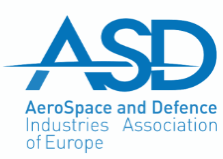 ASD
AeroSpace and Defence
Industries Association
of Europe